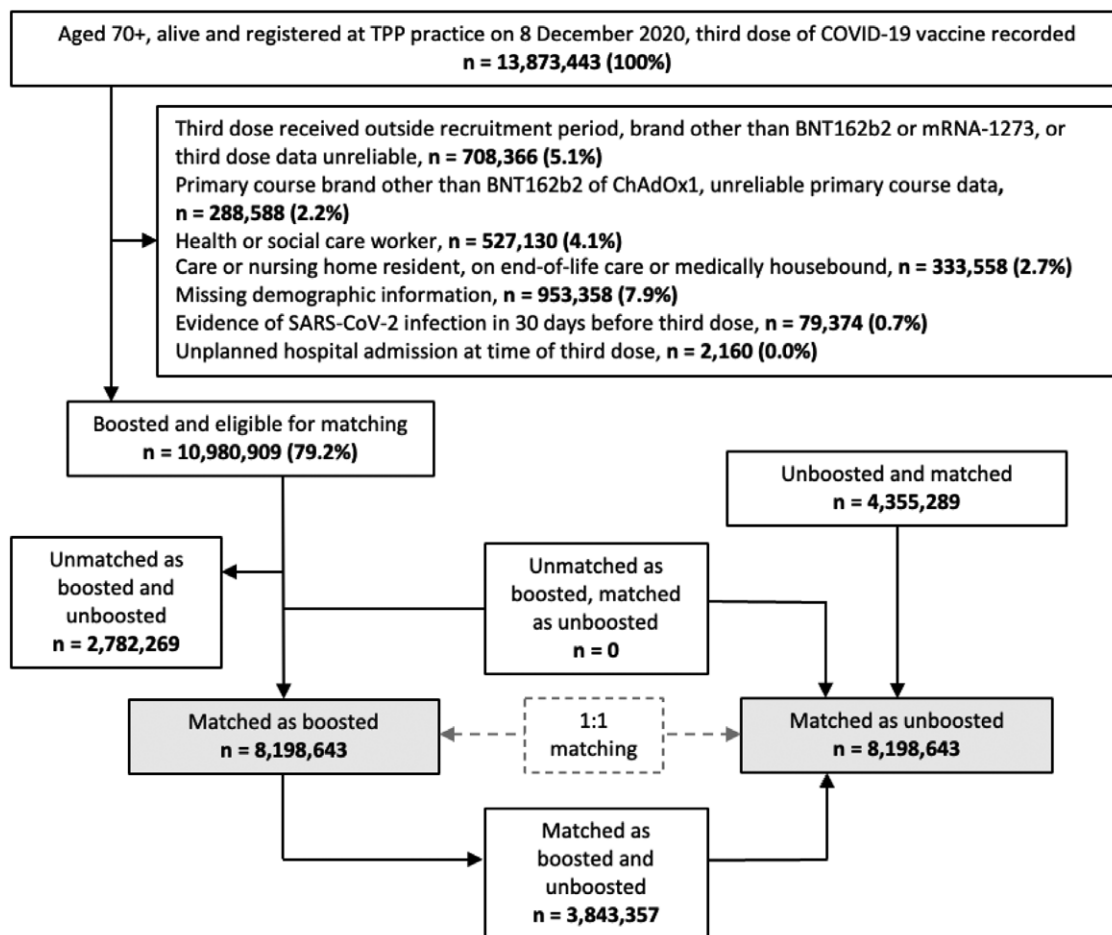 Aged 70+, alive and registered at TPP practice on 8 December 2020, third dose of COVID-19 vaccine recorded
n = 13,873,443 (100%)
Third dose received outside recruitment period, brand other than BNT162b2 or mRNA-1273, or
third dose data unreliable, n = 708,366 (5.1%)
Primary course brand other than BNT162b2 of ChAdOx1, unreliable primary course data,
n = 288,588 (2.2%)
Health or social care worker, n = 527,130 (4.1%)
Care or nursing home resident, on end-of-life care or medically housebound, n = 333,558 (2.7%)
Missing demographic information, n = 953,358 (7.9%)
Evidence of SARS-CoV-2 infection in 30 days before third dose, n = 79,374 (0.7%)
Unplanned hospital admission at time of third dose, n = 2,160 (0.0%)
Boosted and eligible for matching
n = 10,980,909 (79.2%)
Unboosted and matched
n = 4,355,289
Unmatched as
boosted and
unboosted
n = 2,782,269
Unmatched as
boosted, matched
as unboosted
n = 0
Matched as boosted
n = 8,198,643
1:1
matching
Matched as unboosted
n = 8,198,643
Matched as
boosted and
unboosted
n = 3,843,357